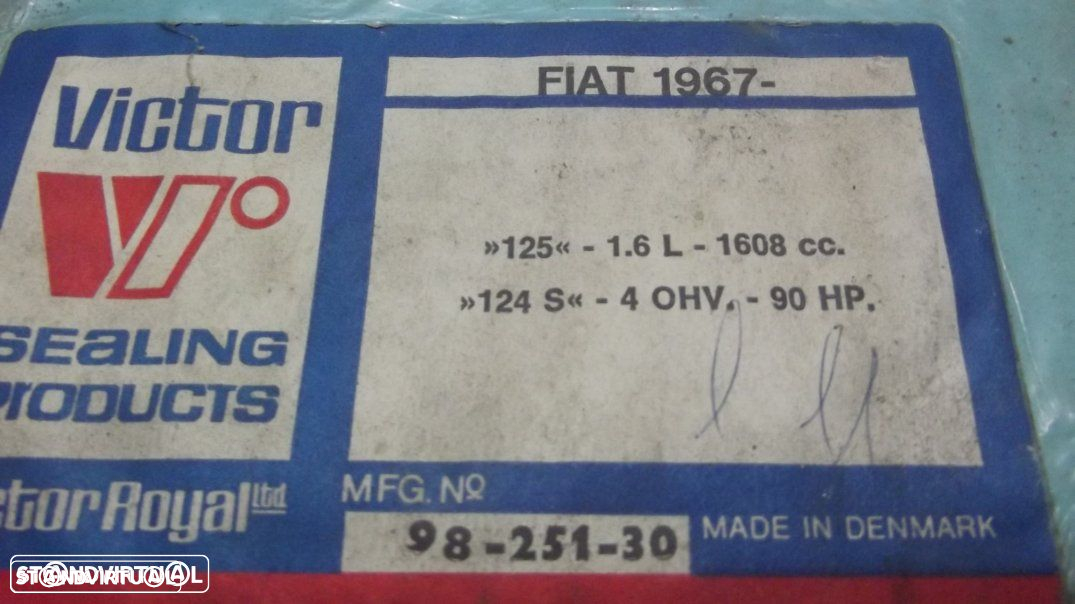 Victor
SEALING
PRODUCTS
ctor Royal Ltd
FIAT 1967-
»125« - 1.6 L - 1608 cc.
»124 S« - 4 OHV. - 90 HP.
MFG. Nº
98-251-30
MADE IN DENMARK
STANDVIRTUAL